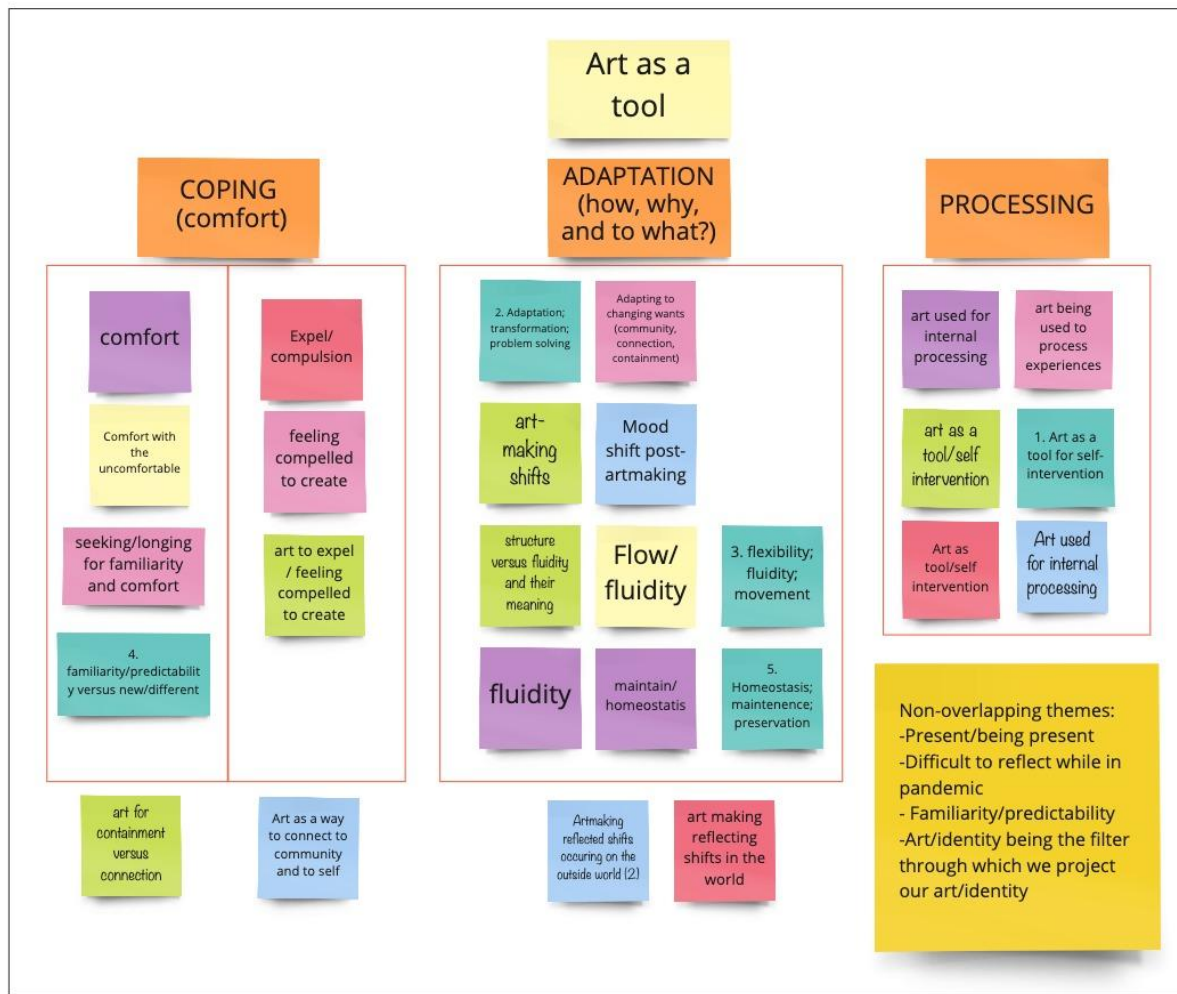 Art as a
tool
COPING
(comfort)
ADAPTATION
(how, why,
and to what?)
PROCESSING
comfort
Comfort with
the
uncomfortable
seeking/longing
for familiarity
and comfort
4.
familiarity/predictabilit
y versus new/different
Expel/
compulsion
feeling
compelled
to create
art to expel
/ feeling
compelled to
create
2. Adaptation;
transformation;
problem solving
Adapting to
changing wants
(community,
connection,
containment)
art-
making
shifts
Mood
shift post-
artmaking
structure
versus fluidity
and their
meaning
Flow/
fluidity
3. flexibility;
fluidity;
movement
fluidity
maintain/
homeostatis
5.
Homeostasis;
maintenence;
preservation
art used for
internal
processing
art being
used to
process
experiences
art as a
tool/self
intervention
1. Art as a
tool for self-
intervention
Art as
tool/self
intervention
Art used
for internal
processing
art for
containment
versus
connection
Art as a way
to connect to
community
and to self
Artmaking
reflected shifts
occuring on the
outside world (2.)
art making
reflecting
shifts in the
world
Non-overlapping themes:
-Present/being present
-Difficult to reflect while in
pandemic
- Familiarity/predictability
-Art/identity being the filter
through which we project
our art/identity